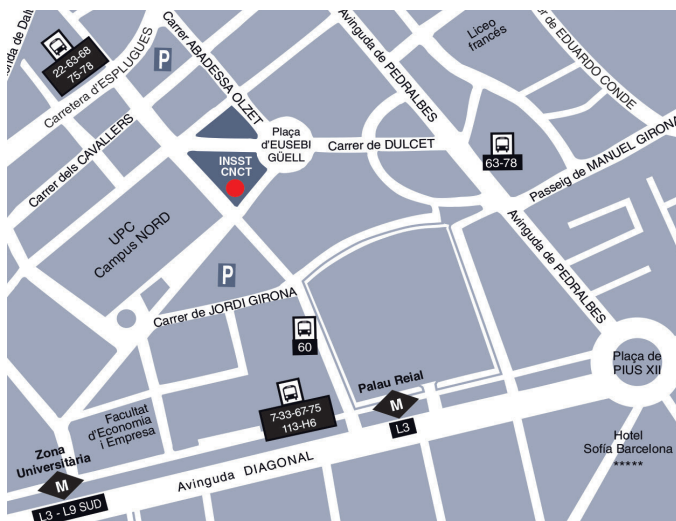 onda de Dalt
22-63-68
75-78
Carretera d'ESPLUGUES
P
Carrer ABADESSA OLZET
Avinguda de PEDRALBES
Liceo
francés
er de EDUARDO CONDE
Carrer dels CAVALLERS
INSST
CNCT
Plaça
d'EUSEBI
GÜELL
Carrer de DULCET
63-78
Passeig de MANUEL GIRONA
UPC
Campus NORD
P
Avinguda de PEDRALBES
Carrer de JORDI GIRONA
60
Plaça de
PIUS XII
Palau Reial
M
L3
7-33-67-75
113-H6
Facultat
d'Economia
i Empresa
Zona
Universitària
M
L3 - L9 SUD
Avinguda DIAGONAL
Hotel
Sofía Barcelona
*****